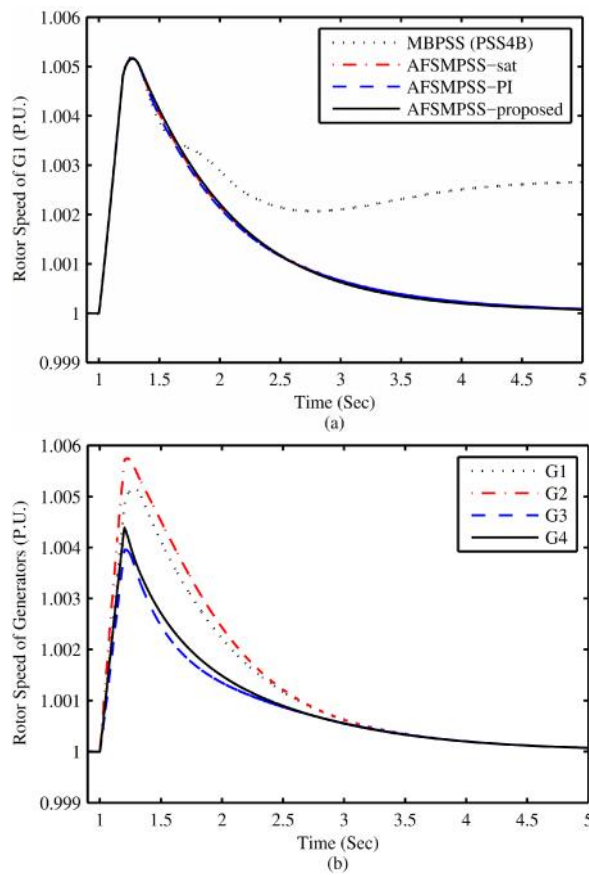 1.006
1.005
1.004
1.003
1.002
1.001
1
0.999
Rotor Speed of G1 (P.U.)
MBPSS (PSS4B)
AFSMPSS−sat
AFSMPSS−PI
AFSMPSS−proposed
1 1.5 2 2.5 3 3.5 4 4.5 5
Time (Sec)
(a)
1.006
1.005
1.004
1.003
1.002
1.001
1
0.999
Rotor Speed of Generators (P.U.)
G1
G2
G3
G4
1 1.5 2 2.5 3 3.5 4 4.5 5
Time (Sec)
(b)